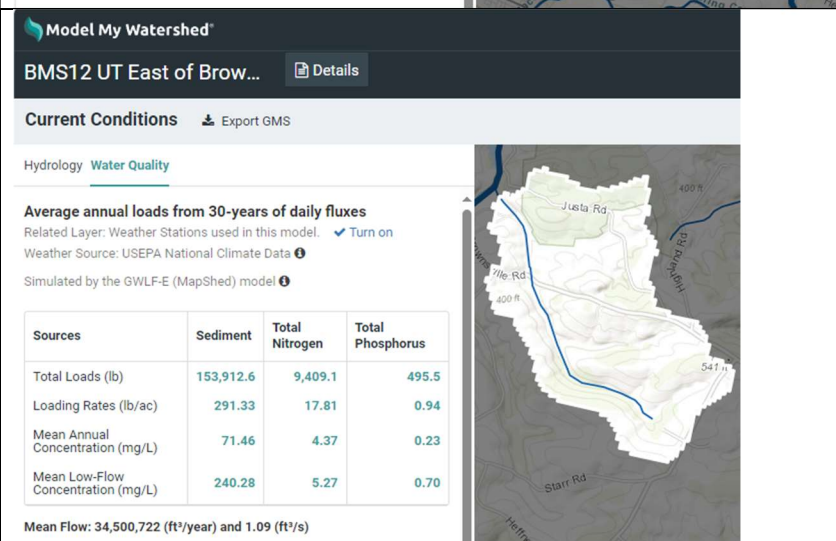 Model My Watershed®
BMS12 UT East of Brow... Details
Current Conditions Export GMS
Hydrology Water Quality
Average annual loads from 30-years of daily fluxes
Related Layer: Weather Stations used in this model. Turn on
Weather Source: USEPA National Climate Data
Simulated by the GWLF-E (MapShed) model
Sources Sediment Total Nitrogen Total Phosphorus
Total Loads (lb) 153,912.6 9,409.1 495.5
Loading Rates (lb/ac) 291.33 17.81 0.94
Mean Annual Concentration (mg/L) 71.46 4.37 0.23
Mean Low-Flow Concentration (mg/L) 240.28 5.27 0.70
Mean Flow: 34,500,722 (ft³/year) and 1.09 (ft³/s)
400 ft
Justa Rd
Highland Rd
ville Rd
400 ft
541 ft
Starr Rd